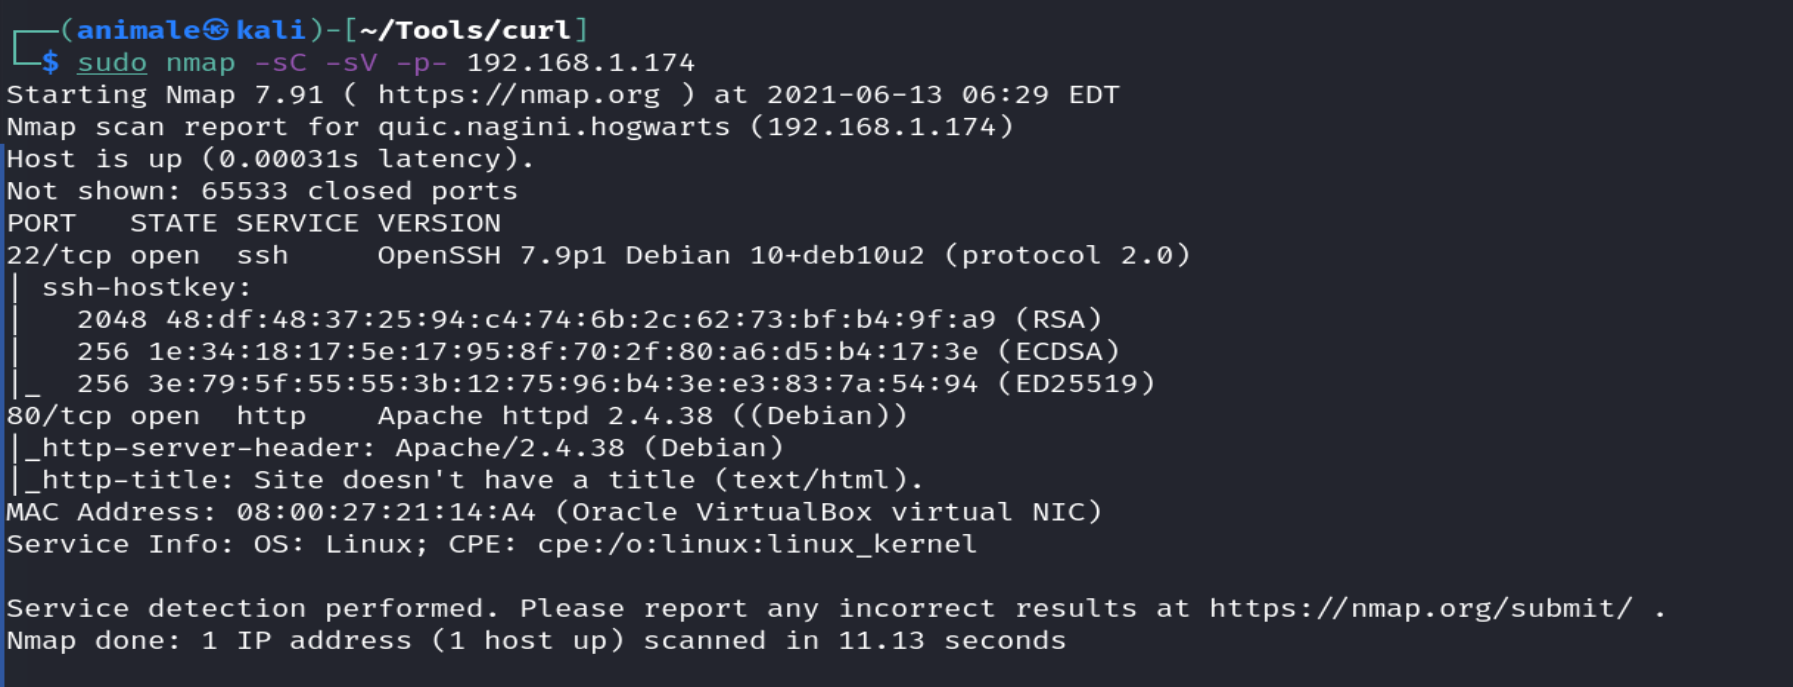 ┌──(animale㉿kali)-[~/Tools/curl]
└─$ sudo nmap -sC -sV -p- 192.168.1.174
Starting Nmap 7.91 ( https://nmap.org ) at 2021-06-13 06:29 EDT
Nmap scan report for quic.nagini.hogwarts (192.168.1.174)
Host is up (0.00031s latency).
Not shown: 65533 closed ports
PORT   STATE SERVICE VERSION
22/tcp open  ssh     OpenSSH 7.9p1 Debian 10+deb10u2 (protocol 2.0)
| ssh-hostkey:
|   2048 48:df:48:37:25:94:c4:74:6b:2c:62:73:bf:b4:9f:a9 (RSA)
|   256 1e:34:18:17:5e:17:95:8f:70:2f:80:a6:d5:b4:17:3e (ECDSA)
|_  256 3e:79:5f:55:55:3b:12:75:96:b4:3e:e3:83:7a:54:94 (ED25519)
80/tcp open  http    Apache httpd 2.4.38 ((Debian))
|_http-server-header: Apache/2.4.38 (Debian)
|_http-title: Site doesn't have a title (text/html).
MAC Address: 08:00:27:21:14:A4 (Oracle VirtualBox virtual NIC)
Service Info: OS: Linux; CPE: cpe:/o:linux:linux_kernel

Service detection performed. Please report any incorrect results at https://nmap.org/submit/ .
Nmap done: 1 IP address (1 host up) scanned in 11.13 seconds